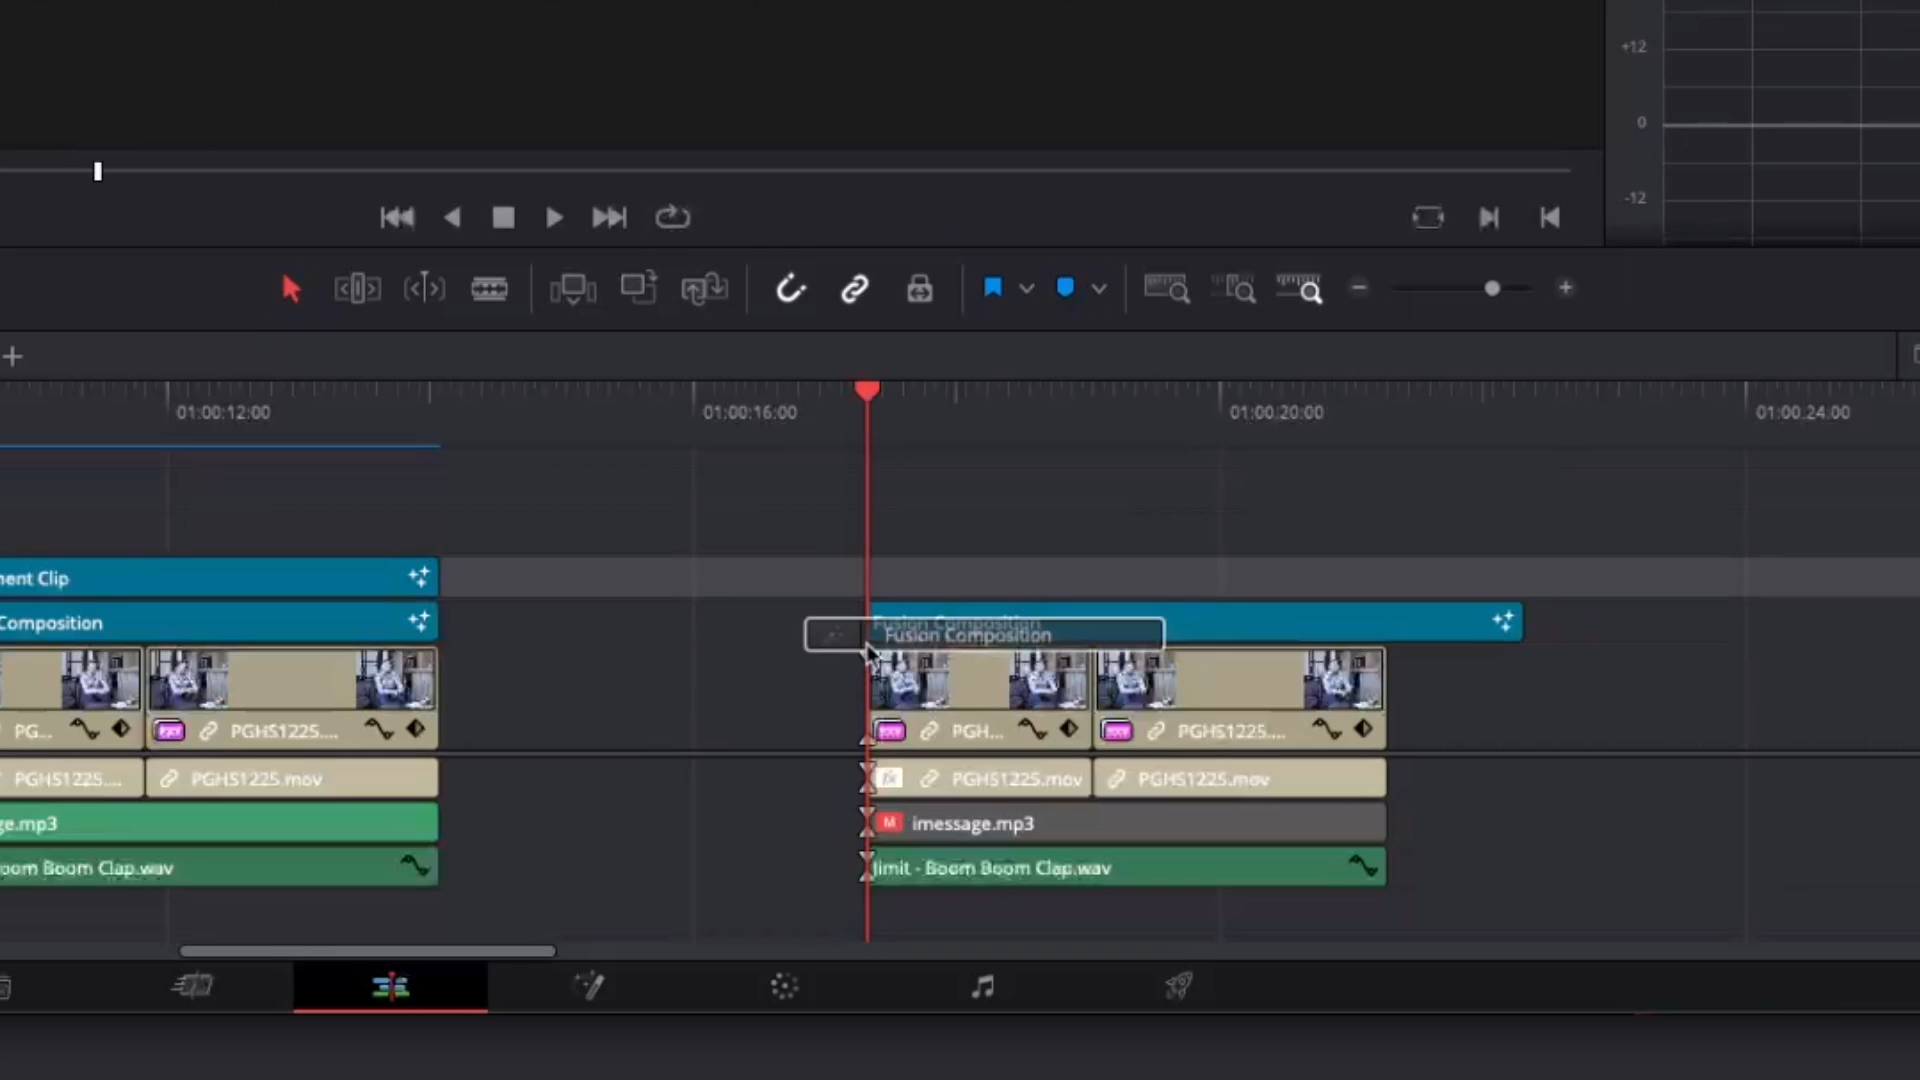 +12
0
-12
01:00:12:00
01:00:16:00
01:00:20:00
01:00:24:00
ment Clip
Composition
Fusion Composition
Fusion Composition
PG...
PGHS1225....
PGH...
PGHS1225....
PGHS1225....
PGHS1225.mov
fx
PGHS1225.mov
PGHS1225.mov
ge.mp3
M
imessage.mp3
oom Boom Clap.wav
limit - Boom Boom Clap.wav